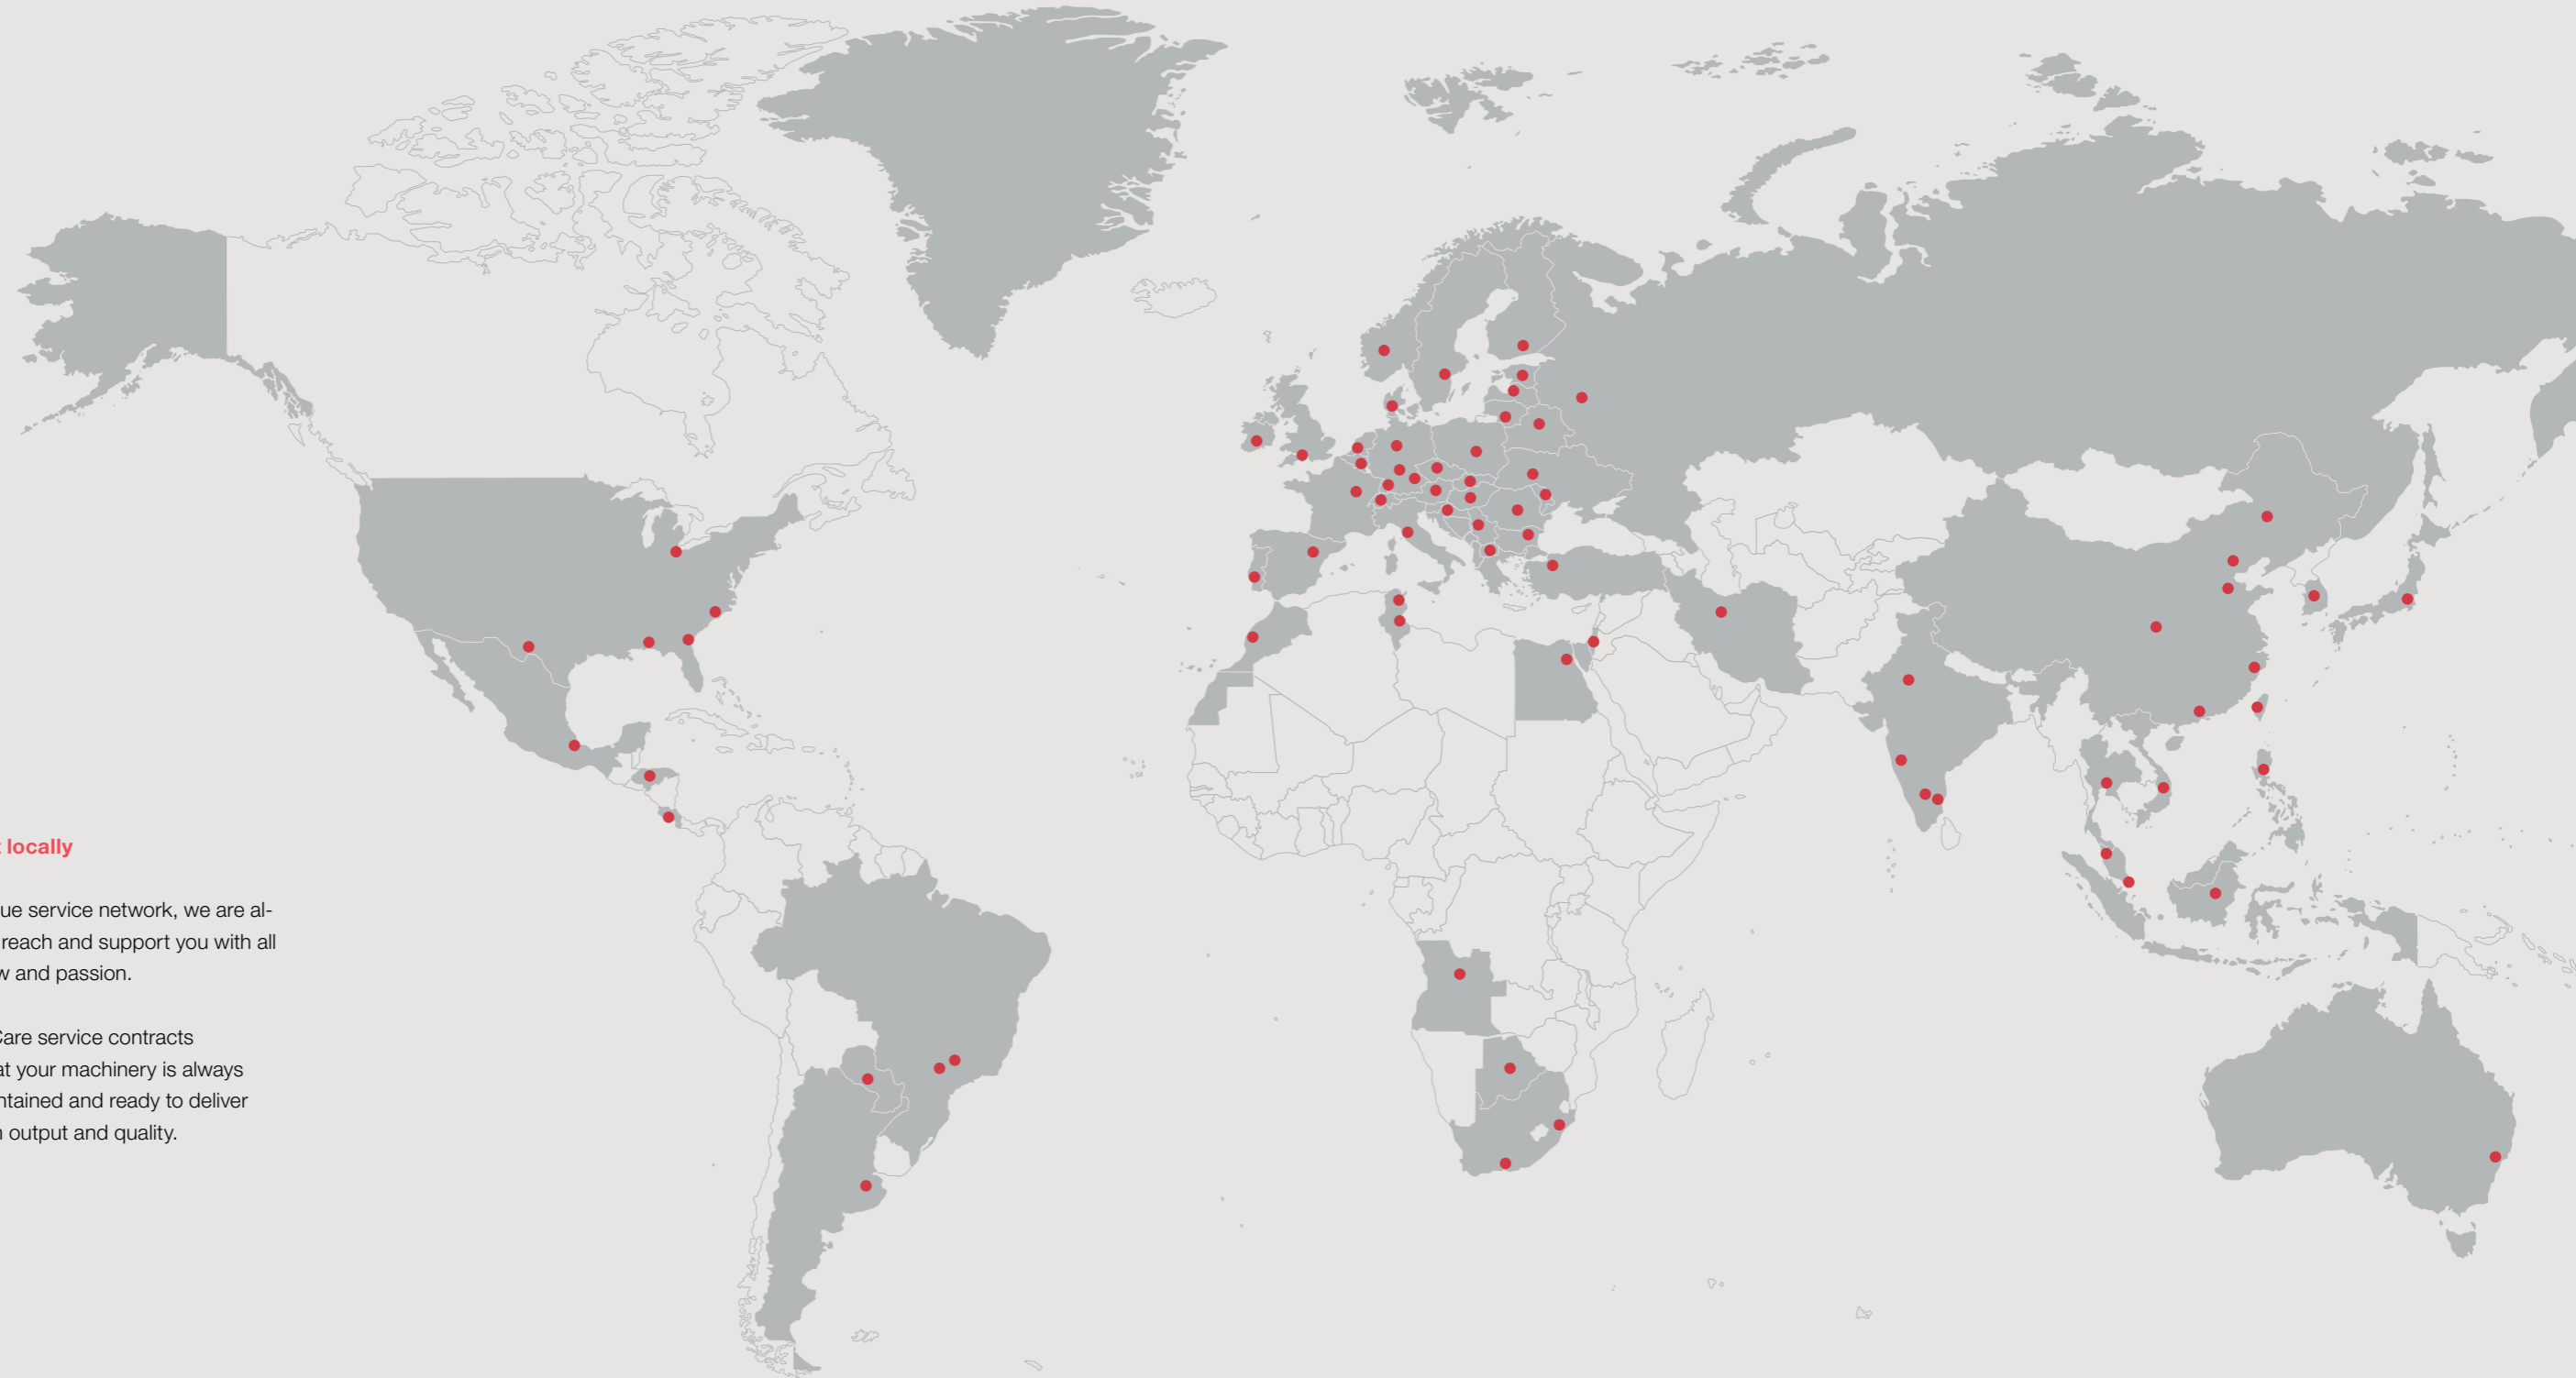 locally
ue service network, we are al-
reach and support you with all
and passion.
Care service contracts
at your machinery is always
ntained and ready to deliver
output and quality.